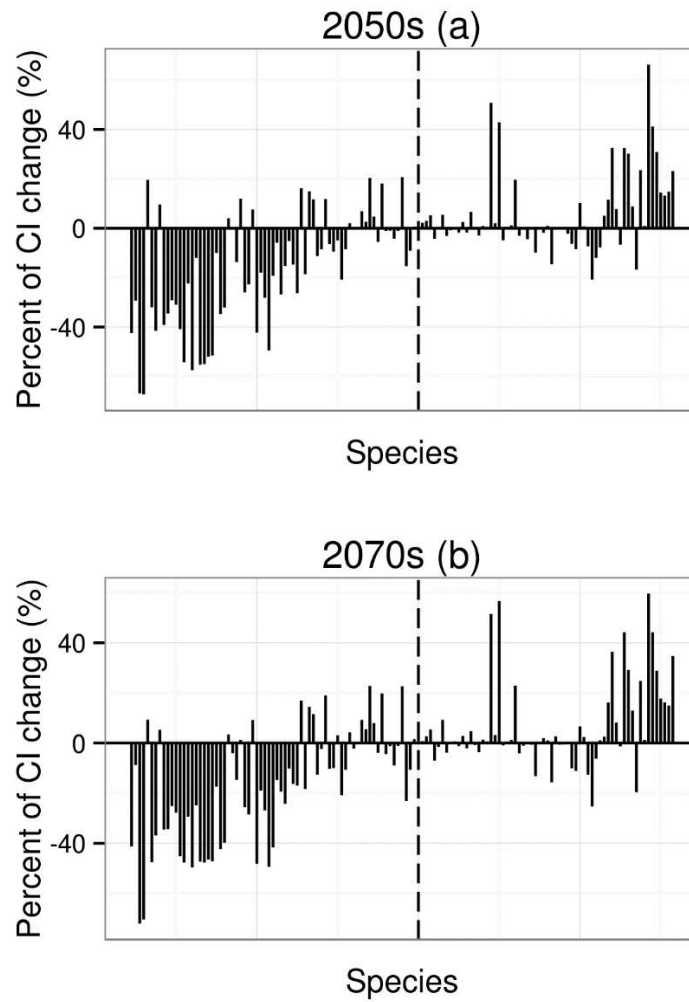 2050s (a)
Percent of CI change (%)
40
0
-40
Species
2070s (b)
Percent of CI change (%)
40
0
-40
Species